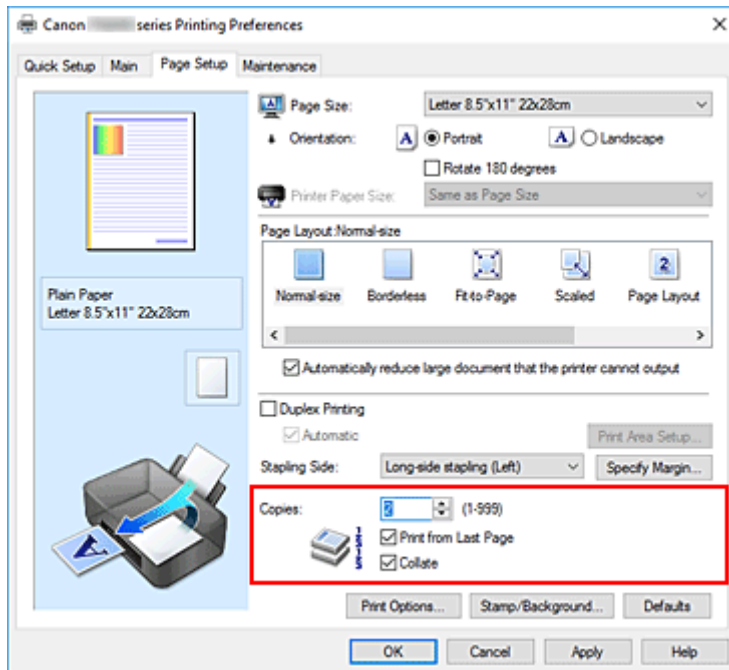 Canon series Printing Preferences
Quick Setup Main Page Setup Maintenance
Page Size: Letter 8.5"x11" 22x28cm
Orientation: A Portrait A Landscape
Rotate 180 degrees
Printer Paper Size: Same as Page Size
Page Layout:Normal-size
2
Normal-size Borderless Fit-to-Page Scaled Page Layout
Plain Paper
Letter 8.5"x11" 22x28cm
Automatically reduce large document that the printer cannot output
Duplex Printing
Automatic
Print Area Setup...
Stapling Side: Long-side stapling (Left) Specify Margin...
Copies: 2 (1-999)
Print from Last Page
Collate
A
Print Options... Stamp/Background... Defaults
OK Cancel Apply Help